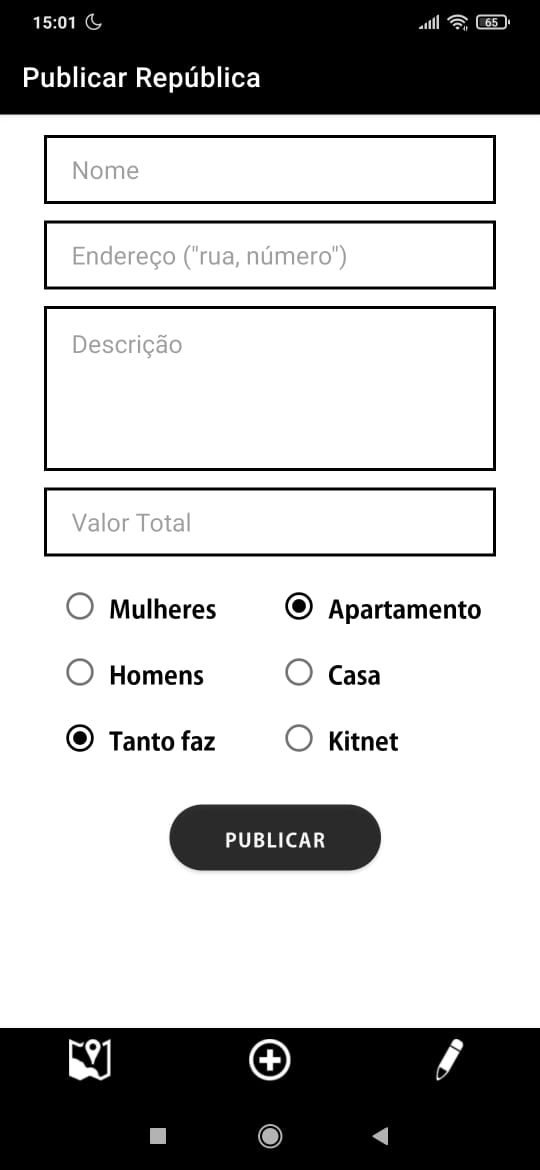 15:01
65
Publicar República
Nome
Endereço ("rua, número")
Descrição
Valor Total
Mulheres Apartamento
Homens Casa
Tanto faz Kitnet
PUBLICAR